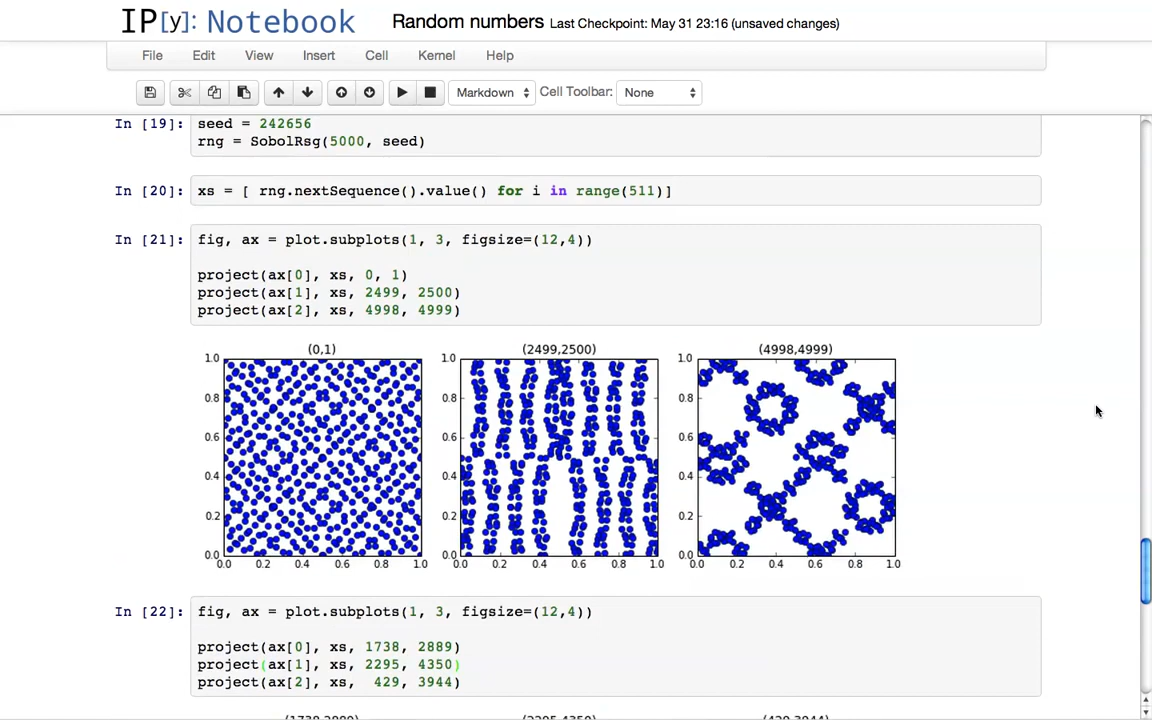 IP[y]: Notebook Random numbers Last Checkpoint: May 31 23:16 (unsaved changes)
File Edit View Insert Cell Kernel Help
Markdown Cell Toolbar: None
In [19]: seed = 242656
rng = SobolRsg(5000, seed)
In [20]: xs = [ rng.nextSequence().value() for i in range(511)]
In [21]: fig, ax = plot.subplots(1, 3, figsize=(12,4))
project(ax[0], xs, 0, 1)
project(ax[1], xs, 2499, 2500)
project(ax[2], xs, 4998, 4999)
(0,1) (2499,2500) (4998,4999)
1.0 1.0 1.0
0.8 0.8 0.8
0.6 0.6 0.6
0.4 0.4 0.4
0.2 0.2 0.2
0.0 0.0 0.0
0.0 0.2 0.4 0.6 0.8 1.0 0.0 0.2 0.4 0.6 0.8 1.0 0.0 0.2 0.4 0.6 0.8 1.0
In [22]: fig, ax = plot.subplots(1, 3, figsize=(12,4))
project(ax[0], xs, 1738, 2889)
project(ax[1], xs, 2295, 4350)
project(ax[2], xs, 429, 3944)
(1738,2889) (2295,4350) (429,3944)